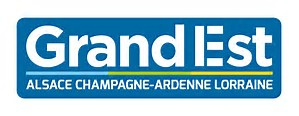 Grand Est
ALSACE CHAMPAGNE-ARDENNE LORRAINE